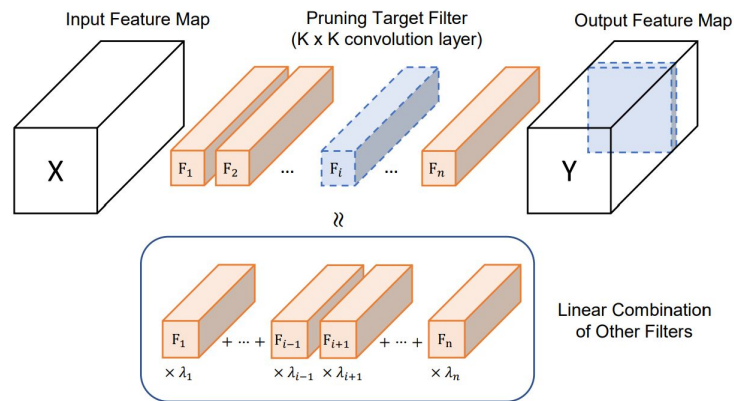 Input Feature Map
Pruning Target Filter
(K x K convolution layer)
Output Feature Map
X
F₁ F₂ ... Fᵢ ... Fₙ
Y
≈
F₁ + ⋯ + Fᵢ₋₁ Fᵢ₊₁ + ⋯ + Fₙ
× λ₁ × λᵢ₋₁ × λᵢ₊₁ × λₙ
Linear Combination
of Other Filters